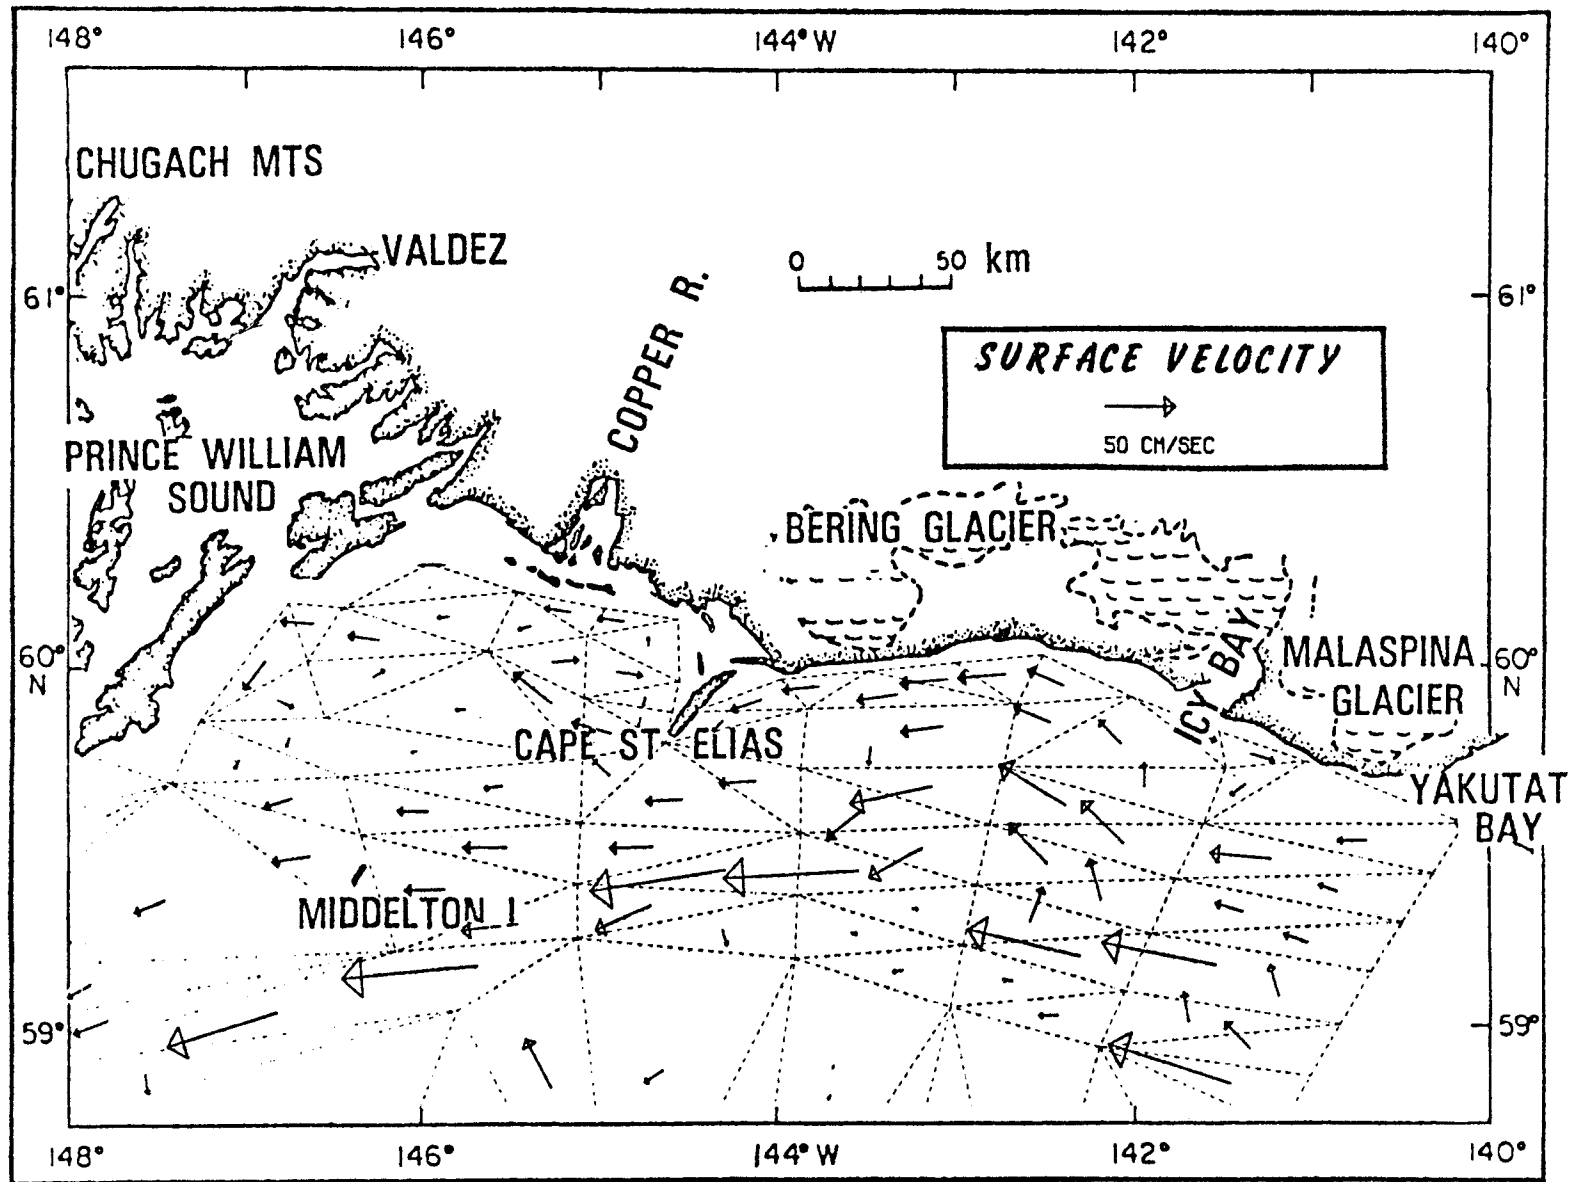 148° 146° 144° W 142° 140°
CHUGACH MTS
VALDEZ
61°
61°
0 50 km
COPPER R.
SURFACE VELOCITY
50 CM/SEC
PRINCE WILLIAM
SOUND
BERING GLACIER
60°
N
60°
N
ICY BAY
MALASPINA
GLACIER
CAPE ST. ELIAS
YAKUTAT
BAY
MIDDELTON I
59°
59°
148° 146° 144° W 142° 140°